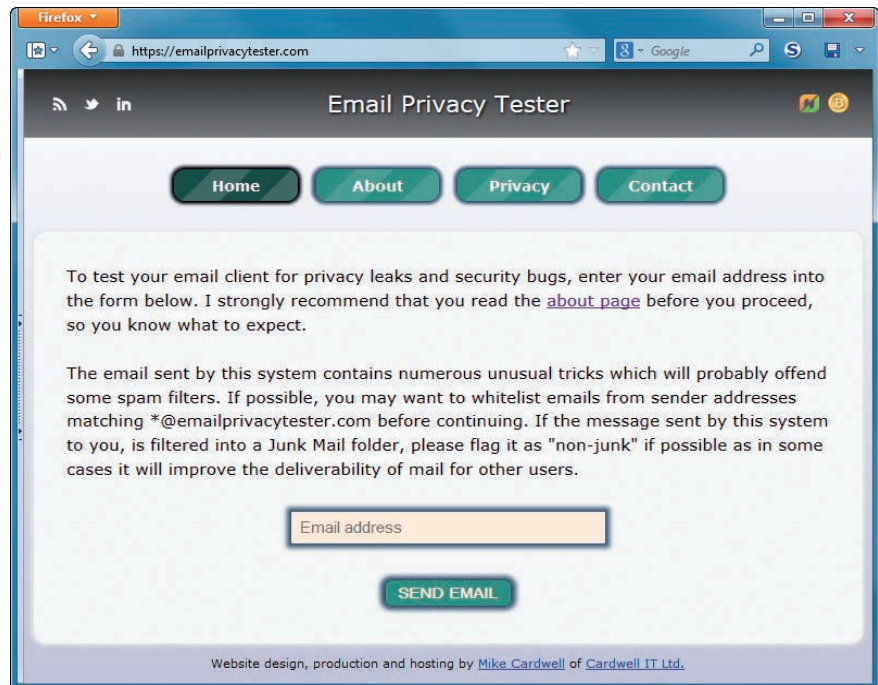 Firefox
https://emailprivacytester.com
Google
in
Email Privacy Tester
Home
About
Privacy
Contact
To test your email client for privacy leaks and security bugs, enter your email address into
the form below. I strongly recommend that you read the about page before you proceed,
so you know what to expect.
The email sent by this system contains numerous unusual tricks which will probably offend
some spam filters. If possible, you may want to whitelist emails from sender addresses
matching *@emailprivacytester.com before continuing. If the message sent by this system
to you, is filtered into a Junk Mail folder, please flag it as "non-junk" if possible as in some
cases it will improve the deliverability of mail for other users.
Email address
SEND EMAIL
Website design, production and hosting by Mike Cardwell of Cardwell IT Ltd.